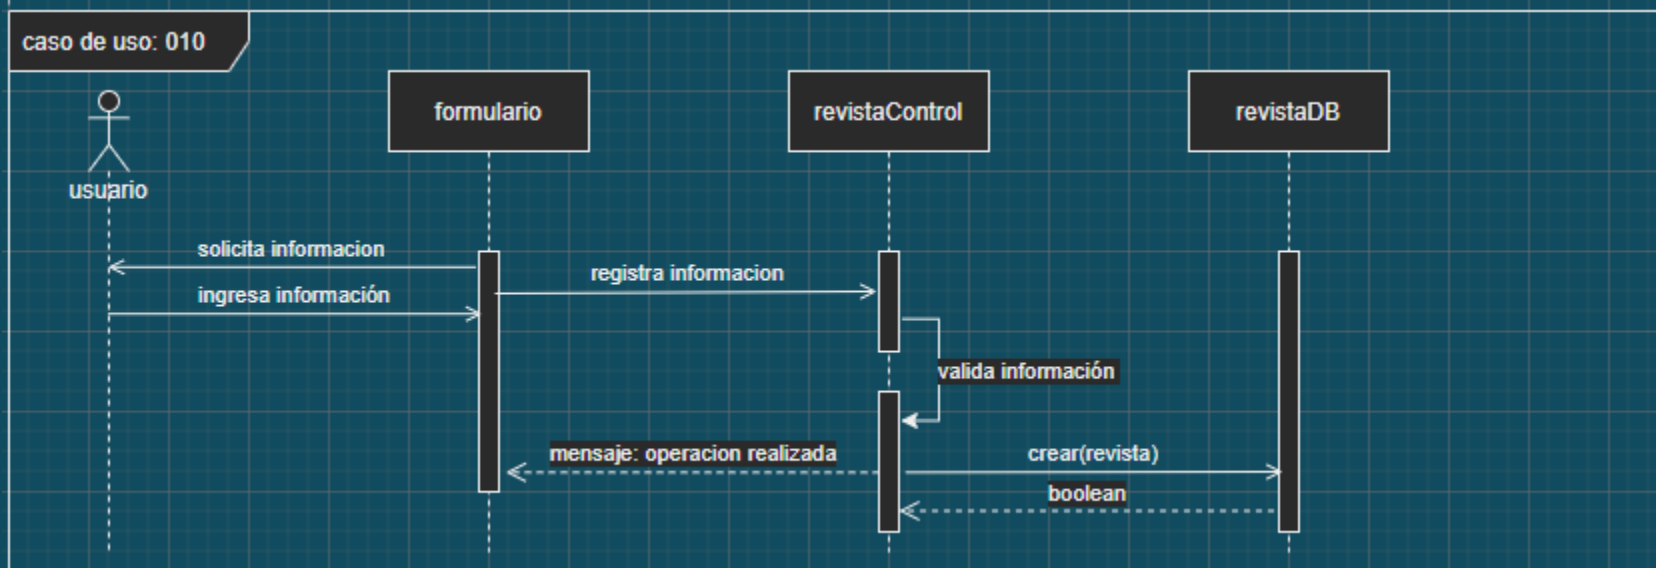 caso de uso: 010
formulario
revistaControl
revistaDB
usuario
solicita informacion
registra informacion
ingresa información
valida información
mensaje: operacion realizada
crear(revista)
boolean